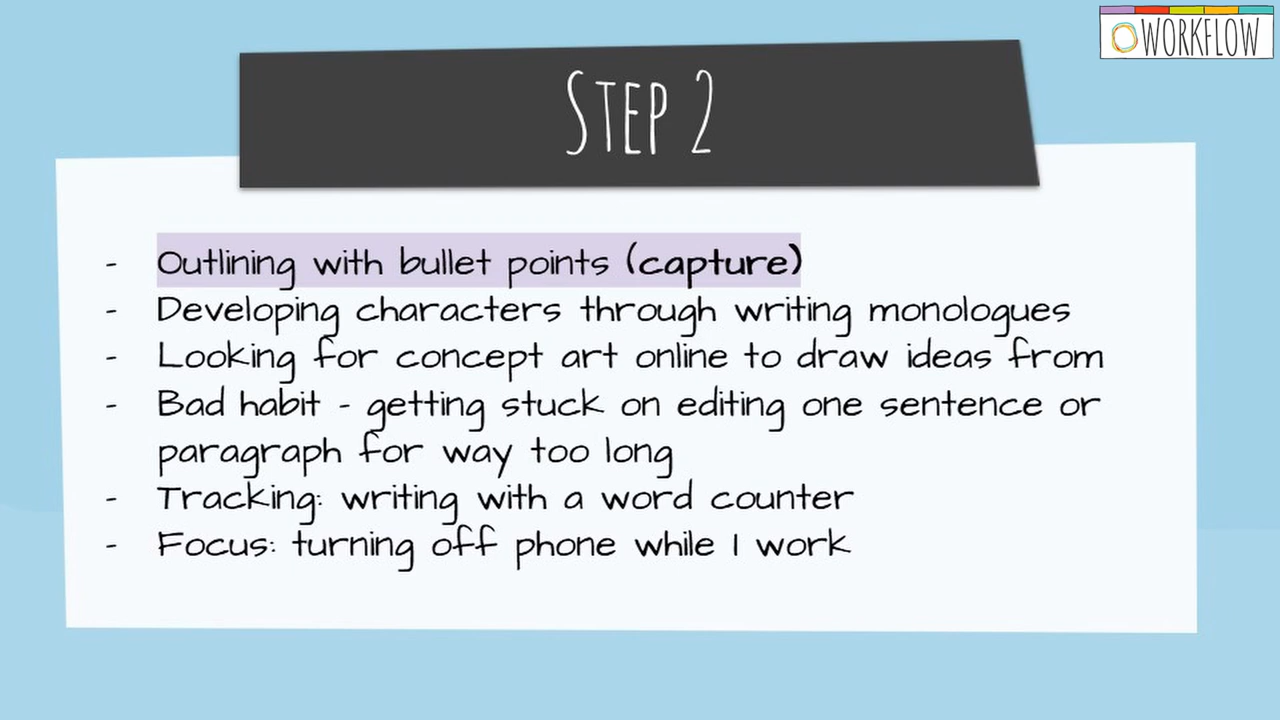 WORKFLOW
STEP 2
- Outlining with bullet points (capture)
- Developing characters through writing monologues
- Looking for concept art online to draw ideas from
- Bad habit - getting stuck on editing one sentence or
paragraph for way too long
- Tracking: writing with a word counter
- Focus: turning off phone while I work